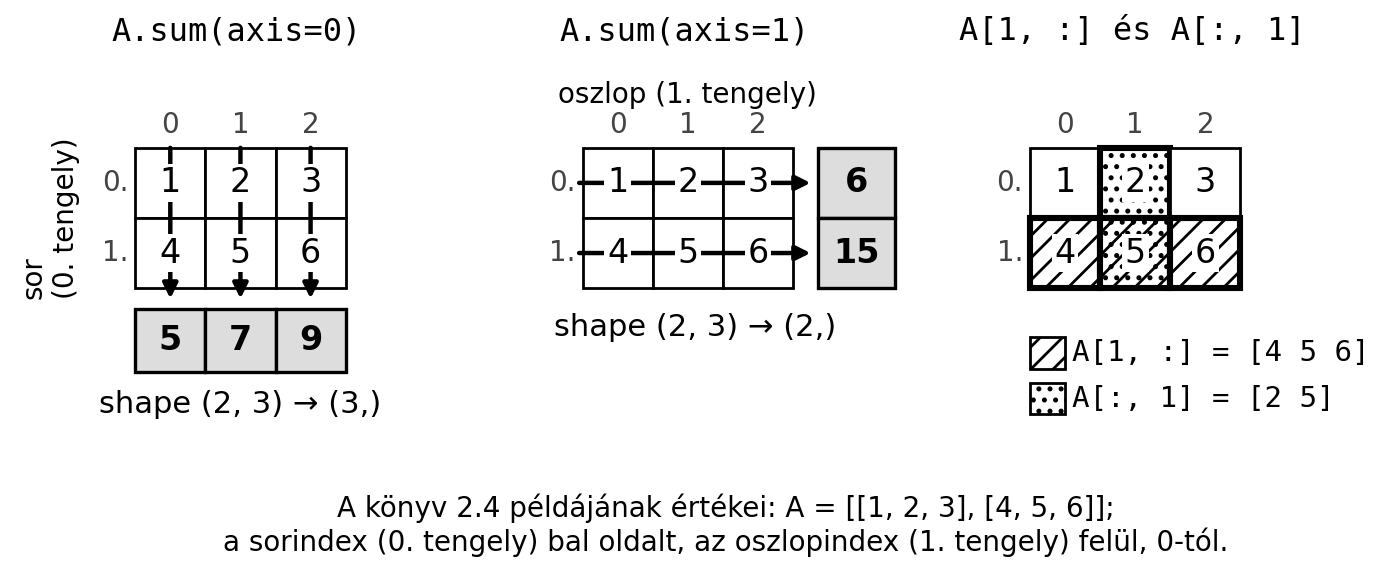 A.sum(axis=0)
sor
(0. tengely)
0 1 2
0. 1 2 3
1. 4 5 6
5 7 9
shape (2, 3) → (3,)
A.sum(axis=1)
oszlop (1. tengely)
0 1 2
0. 1 2 3 6
1. 4 5 6 15
shape (2, 3) → (2,)
A[1, :] és A[:, 1]
0 1 2
0. 1 2 3
1. 4 5 6
A[1, :] = [4 5 6]
A[:, 1] = [2 5]
A könyv 2.4 példájának értékei: A = [[1, 2, 3], [4, 5, 6]];
a sorindex (0. tengely) bal oldalt, az oszlopindex (1. tengely) felül, 0-tól.